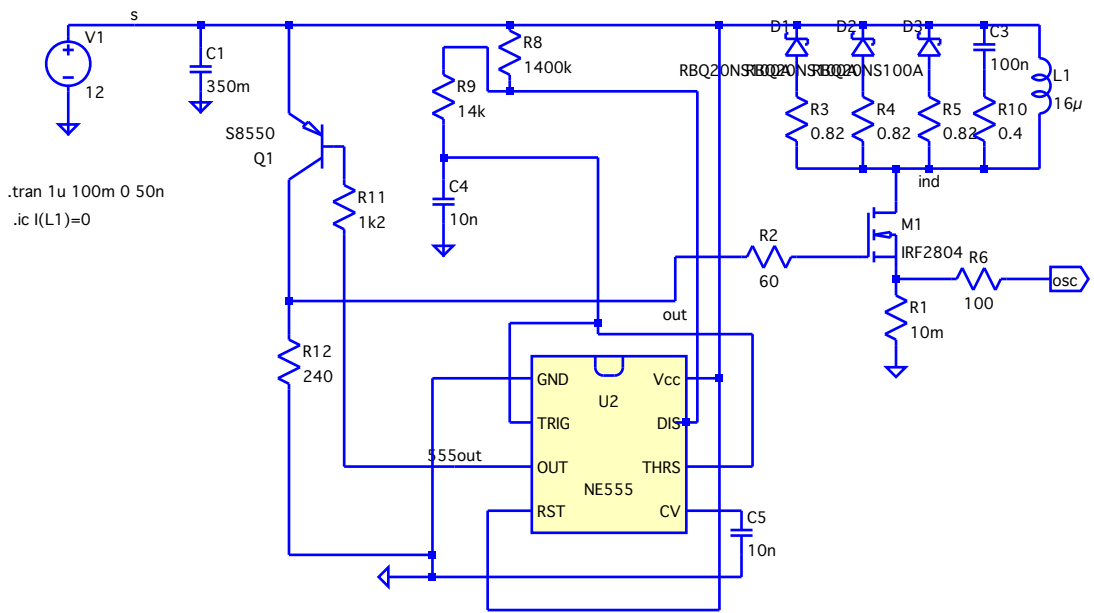 s
V1
12
C1
350m
S8550
Q1
R11
1k2
.tran 1u 100m 0 50n
.ic I(L1)=0
R8
1400k
R9
14k
C4
10n
D1
D2
D3
RBQ20NS100A
RBQ20NS100A
RBQ20NS100A
C3
100n
L1
16µ
R3
0.82
R4
0.82
R5
0.82
R10
0.4
ind
M1
IRF2804
R2
60
R6
100
osc
R1
10m
out
R12
240
555out
GND
TRIG
OUT
RST
U2
NE555
Vcc
DIS
THRS
CV
C5
10n